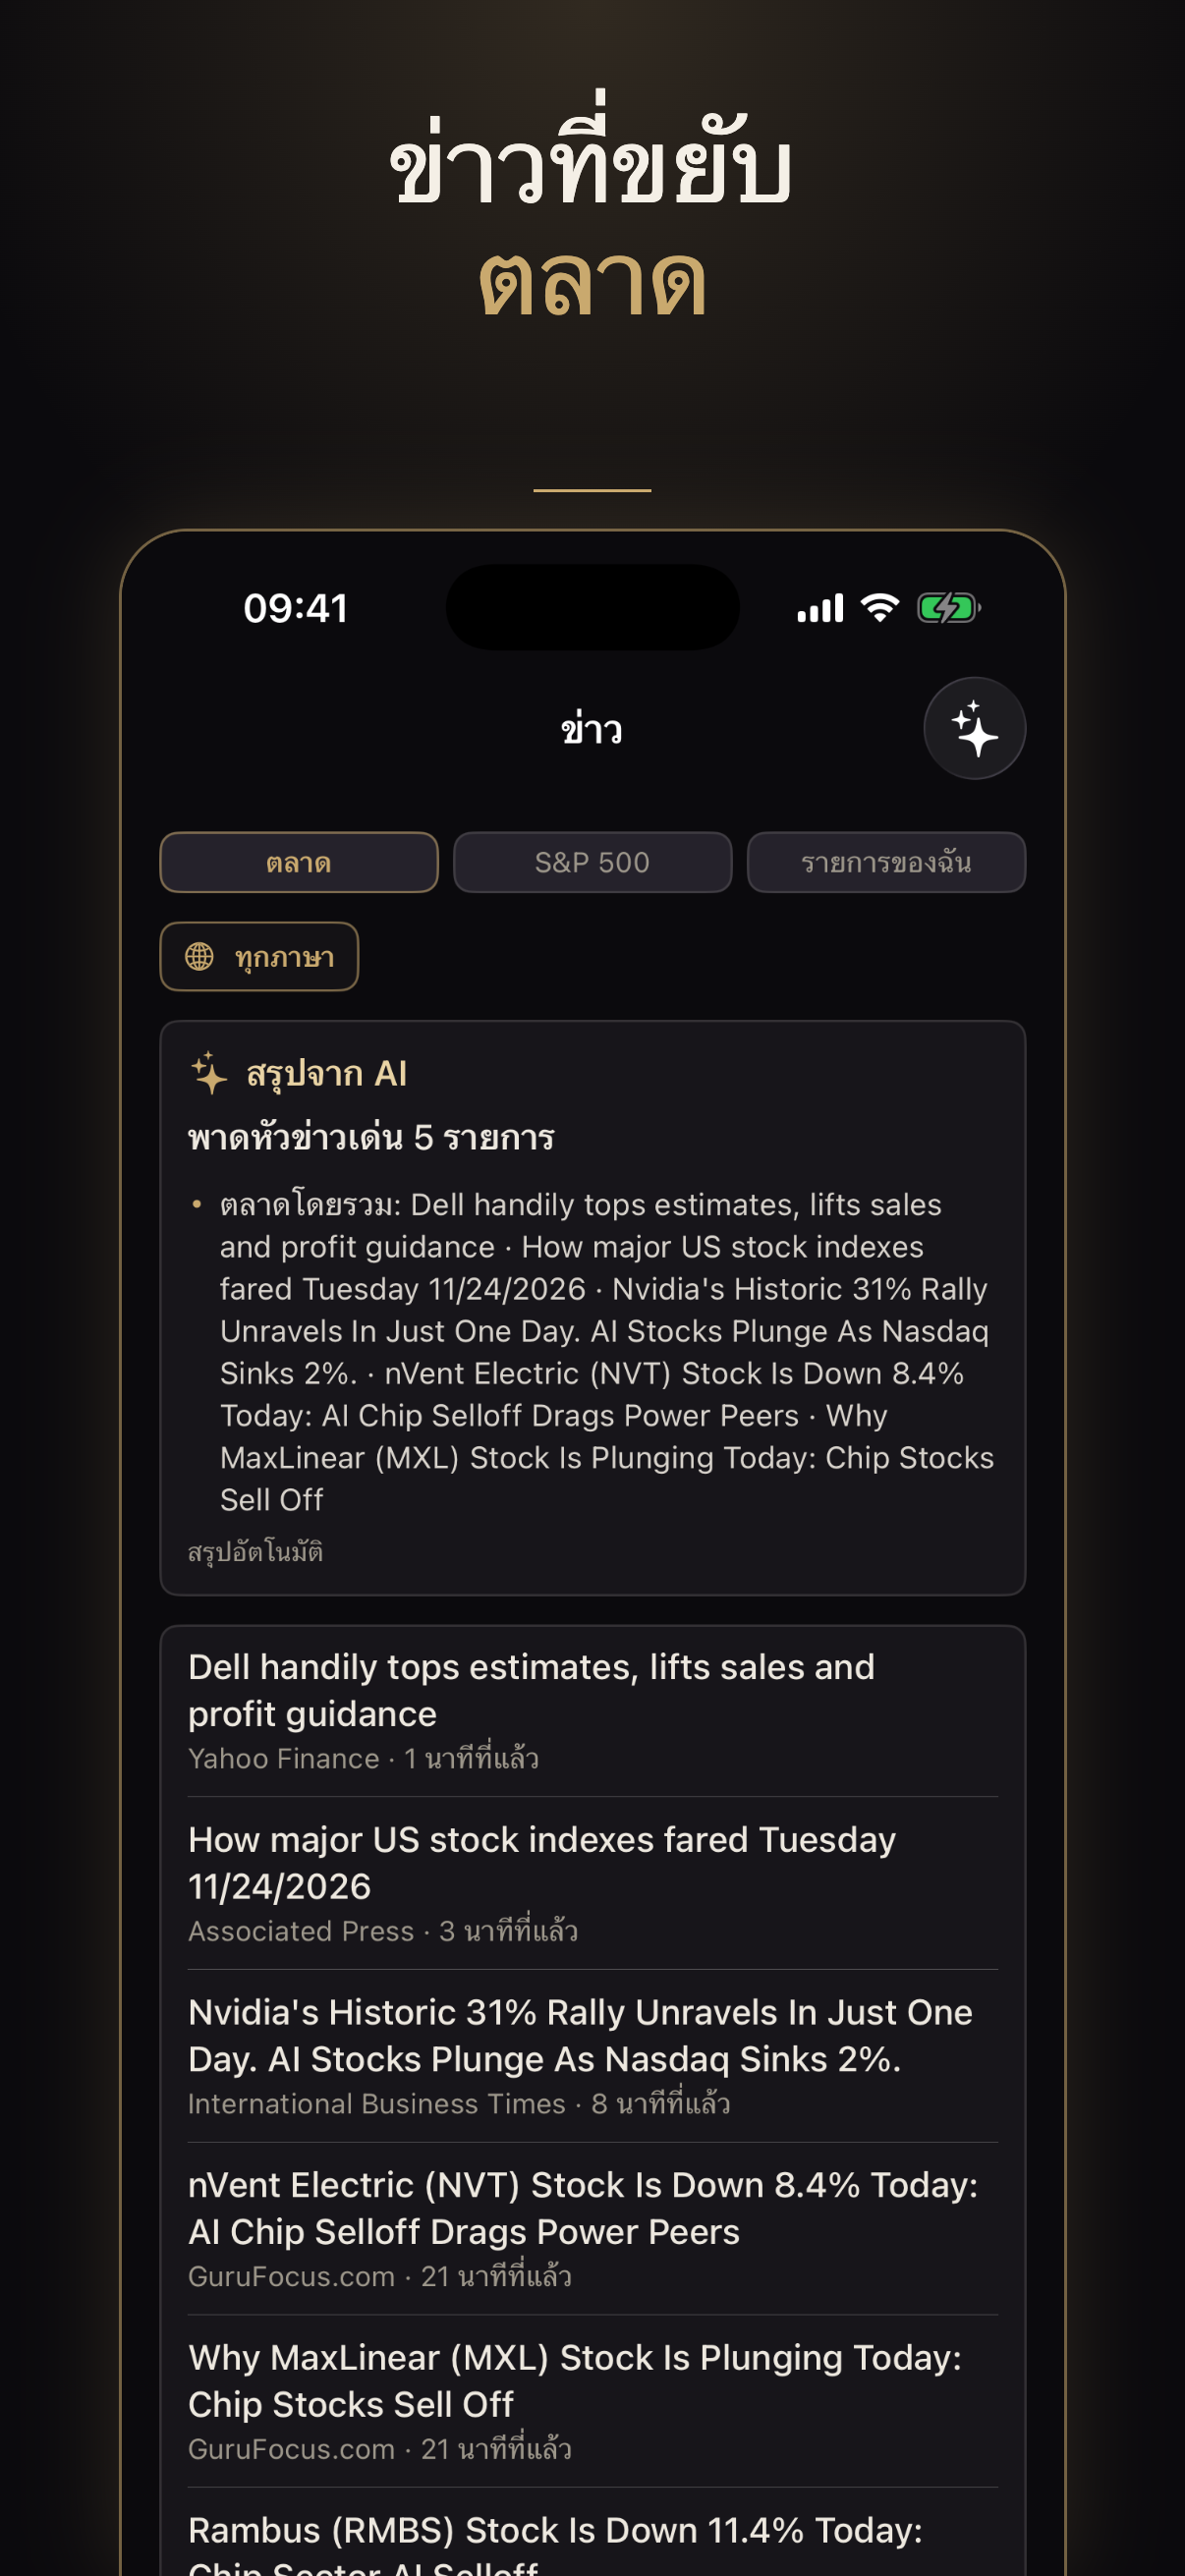 ข่าวที่ขยับ
ตลาด
09:41
ข่าว
ตลาด
S&P 500
รายการของฉัน
ทุกภาษา
สรุปจาก AI
พาดหัวข่าวเด่น 5 รายการ
• ตลาดโดยรวม: Dell handily tops estimates, lifts sales
and profit guidance · How major US stock indexes
fared Tuesday 11/24/2026 · Nvidia's Historic 31% Rally
Unravels In Just One Day. AI Stocks Plunge As Nasdaq
Sinks 2%. · nVent Electric (NVT) Stock Is Down 8.4%
Today: AI Chip Selloff Drags Power Peers · Why
MaxLinear (MXL) Stock Is Plunging Today: Chip Stocks
Sell Off
สรุปอัตโนมัติ
Dell handily tops estimates, lifts sales and
profit guidance
Yahoo Finance · 1 นาทีที่แล้ว
How major US stock indexes fared Tuesday
11/24/2026
Associated Press · 3 นาทีที่แล้ว
Nvidia's Historic 31% Rally Unravels In Just One
Day. AI Stocks Plunge As Nasdaq Sinks 2%.
International Business Times · 8 นาทีที่แล้ว
nVent Electric (NVT) Stock Is Down 8.4% Today:
AI Chip Selloff Drags Power Peers
GuruFocus.com · 21 นาทีที่แล้ว
Why MaxLinear (MXL) Stock Is Plunging Today:
Chip Stocks Sell Off
GuruFocus.com · 21 นาทีที่แล้ว
Rambus (RMBS) Stock Is Down 11.4% Today:
Chip Sector AI Selloff